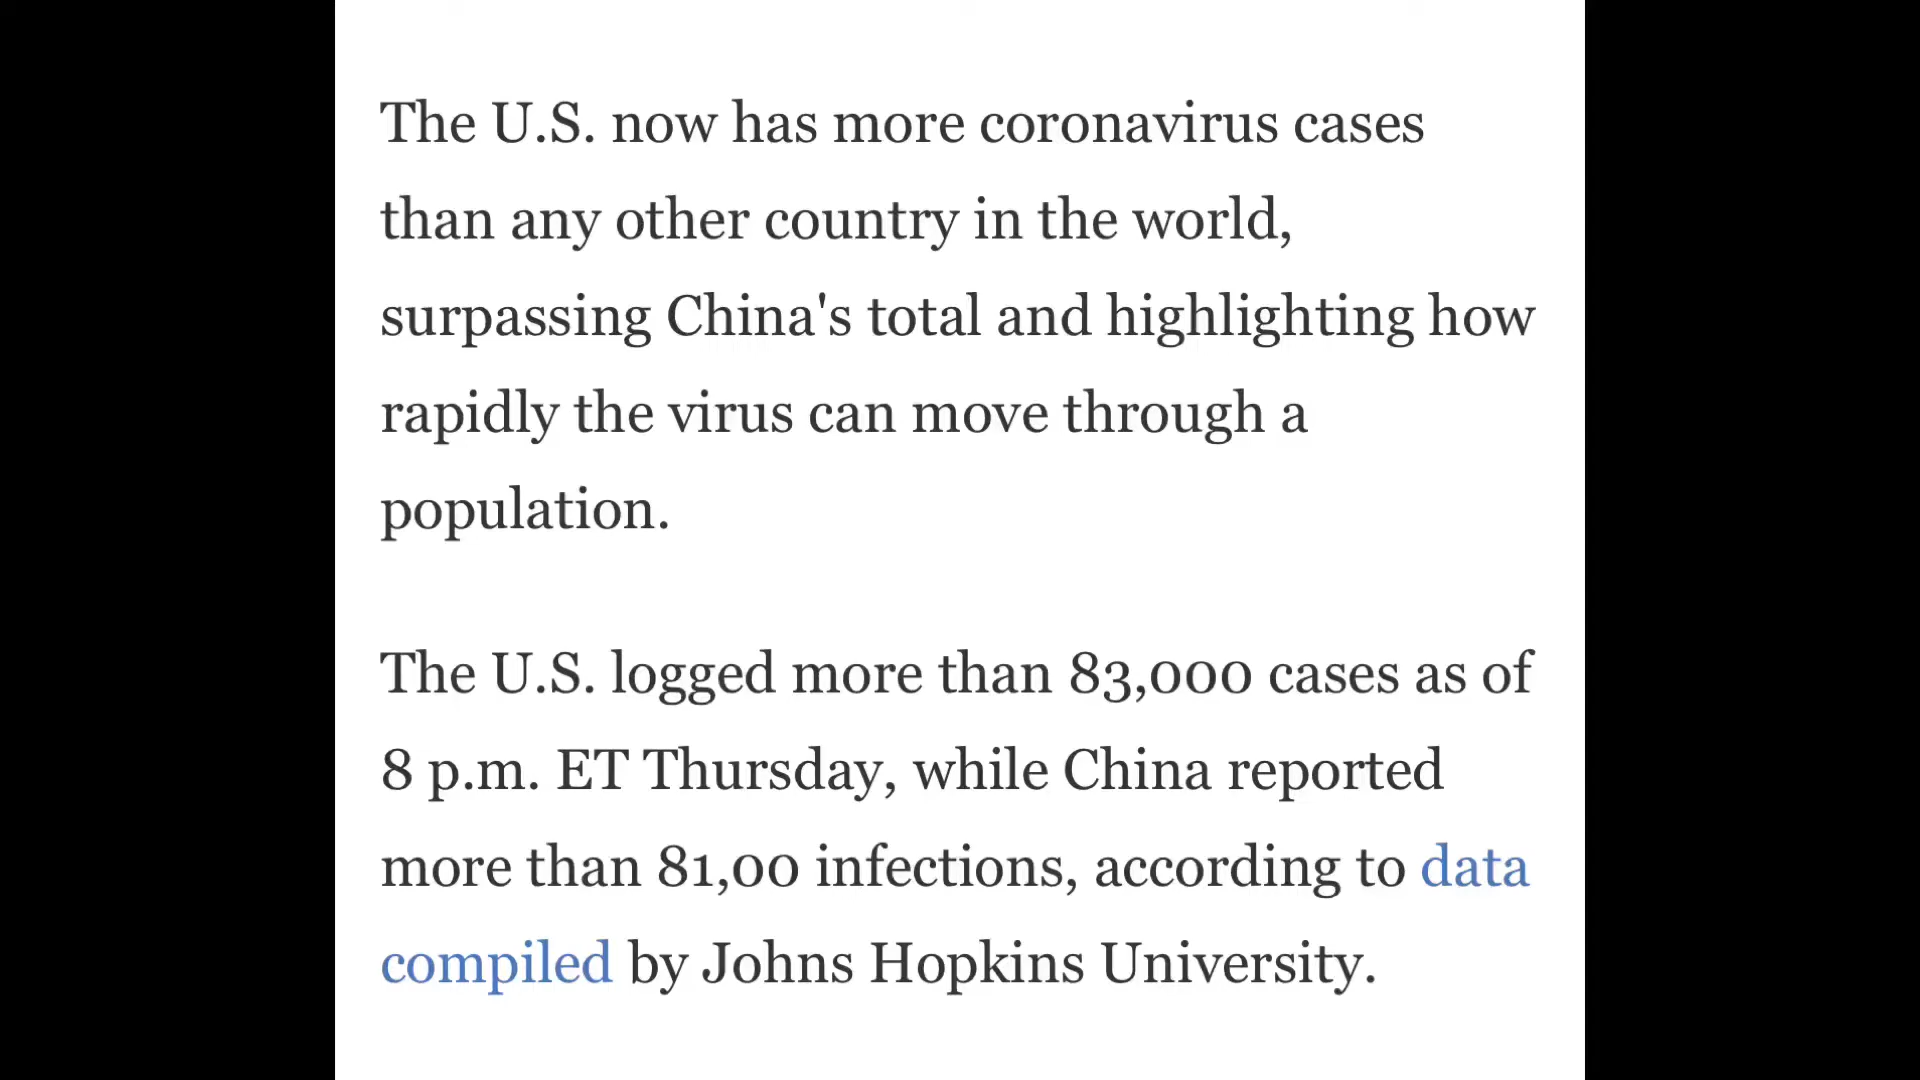 The U.S. now has more coronavirus cases
than any other country in the world,
surpassing China's total and highlighting how
rapidly the virus can move through a
population.
The U.S. logged more than 83,000 cases as of
8 p.m. ET Thursday, while China reported
more than 81,00 infections, according to data
compiled by Johns Hopkins University.